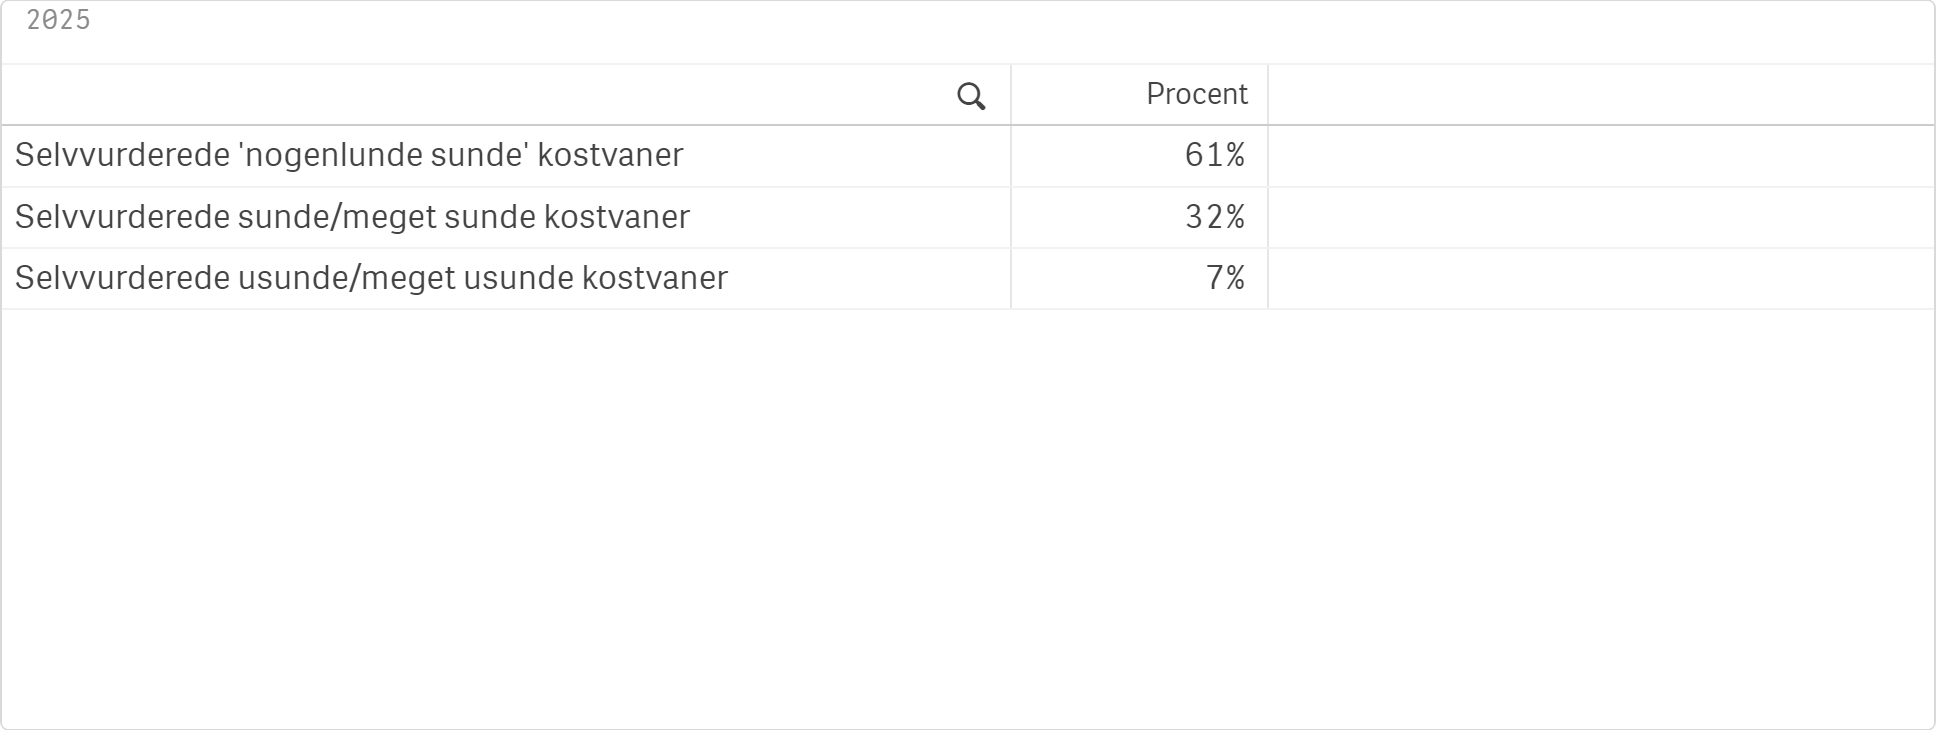 2025
Procent
Selvvurderede 'nogenlunde sunde' kostvaner 61%
Selvvurderede sunde/meget sunde kostvaner 32%
Selvvurderede usunde/meget usunde kostvaner 7%